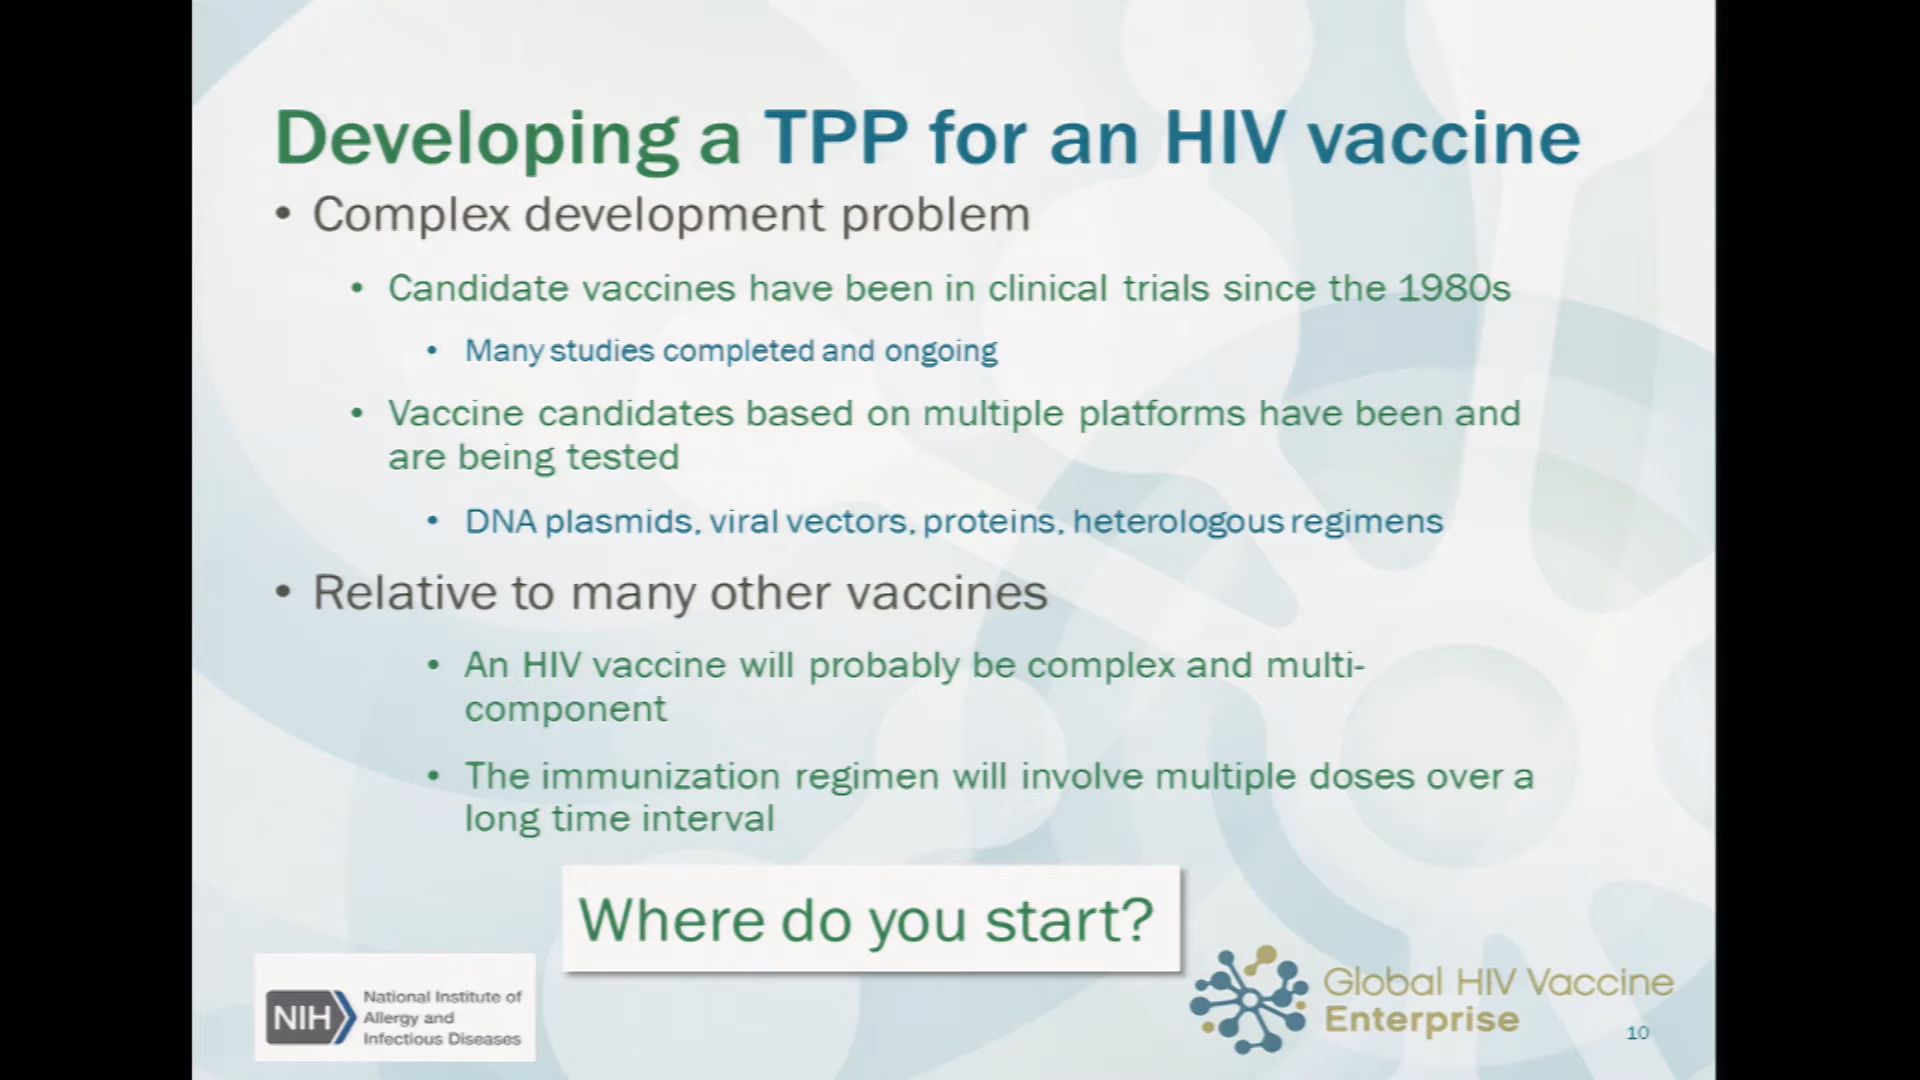 Developing a TPP for an HIV vaccine
• Complex development problem
• Candidate vaccines have been in clinical trials since the 1980s
• Many studies completed and ongoing
• Vaccine candidates based on multiple platforms have been and
are being tested
• DNA plasmids, viral vectors, proteins, heterologous regimens
• Relative to many other vaccines
• An HIV vaccine will probably be complex and multi-
component
• The immunization regimen will involve multiple doses over a
long time interval
Where do you start?
NIH
National Institute of
Allergy and
Infectious Diseases
Global HIV Vaccine
Enterprise
10